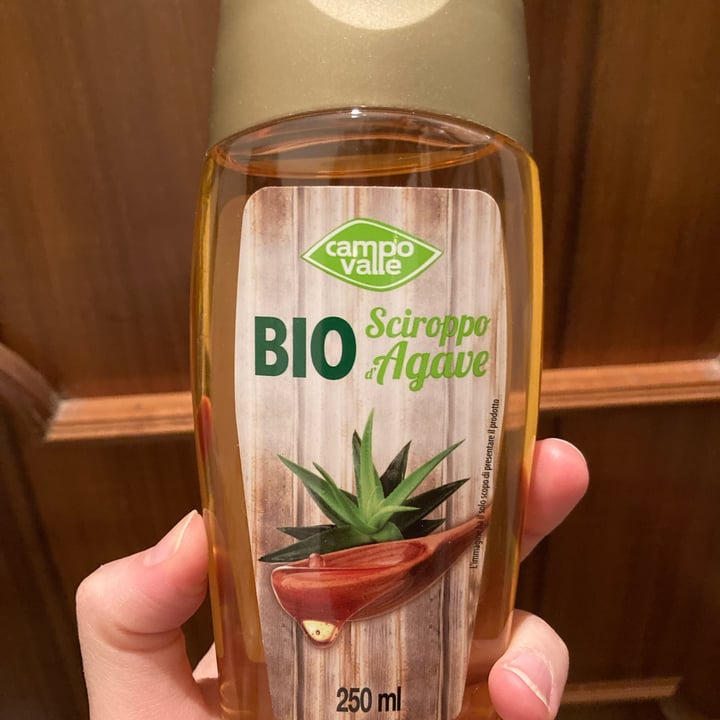 campo
valle
BIO Sciroppo
d'Agave
L'immagine ha il solo scopo di presentare il prodotto
250 ml